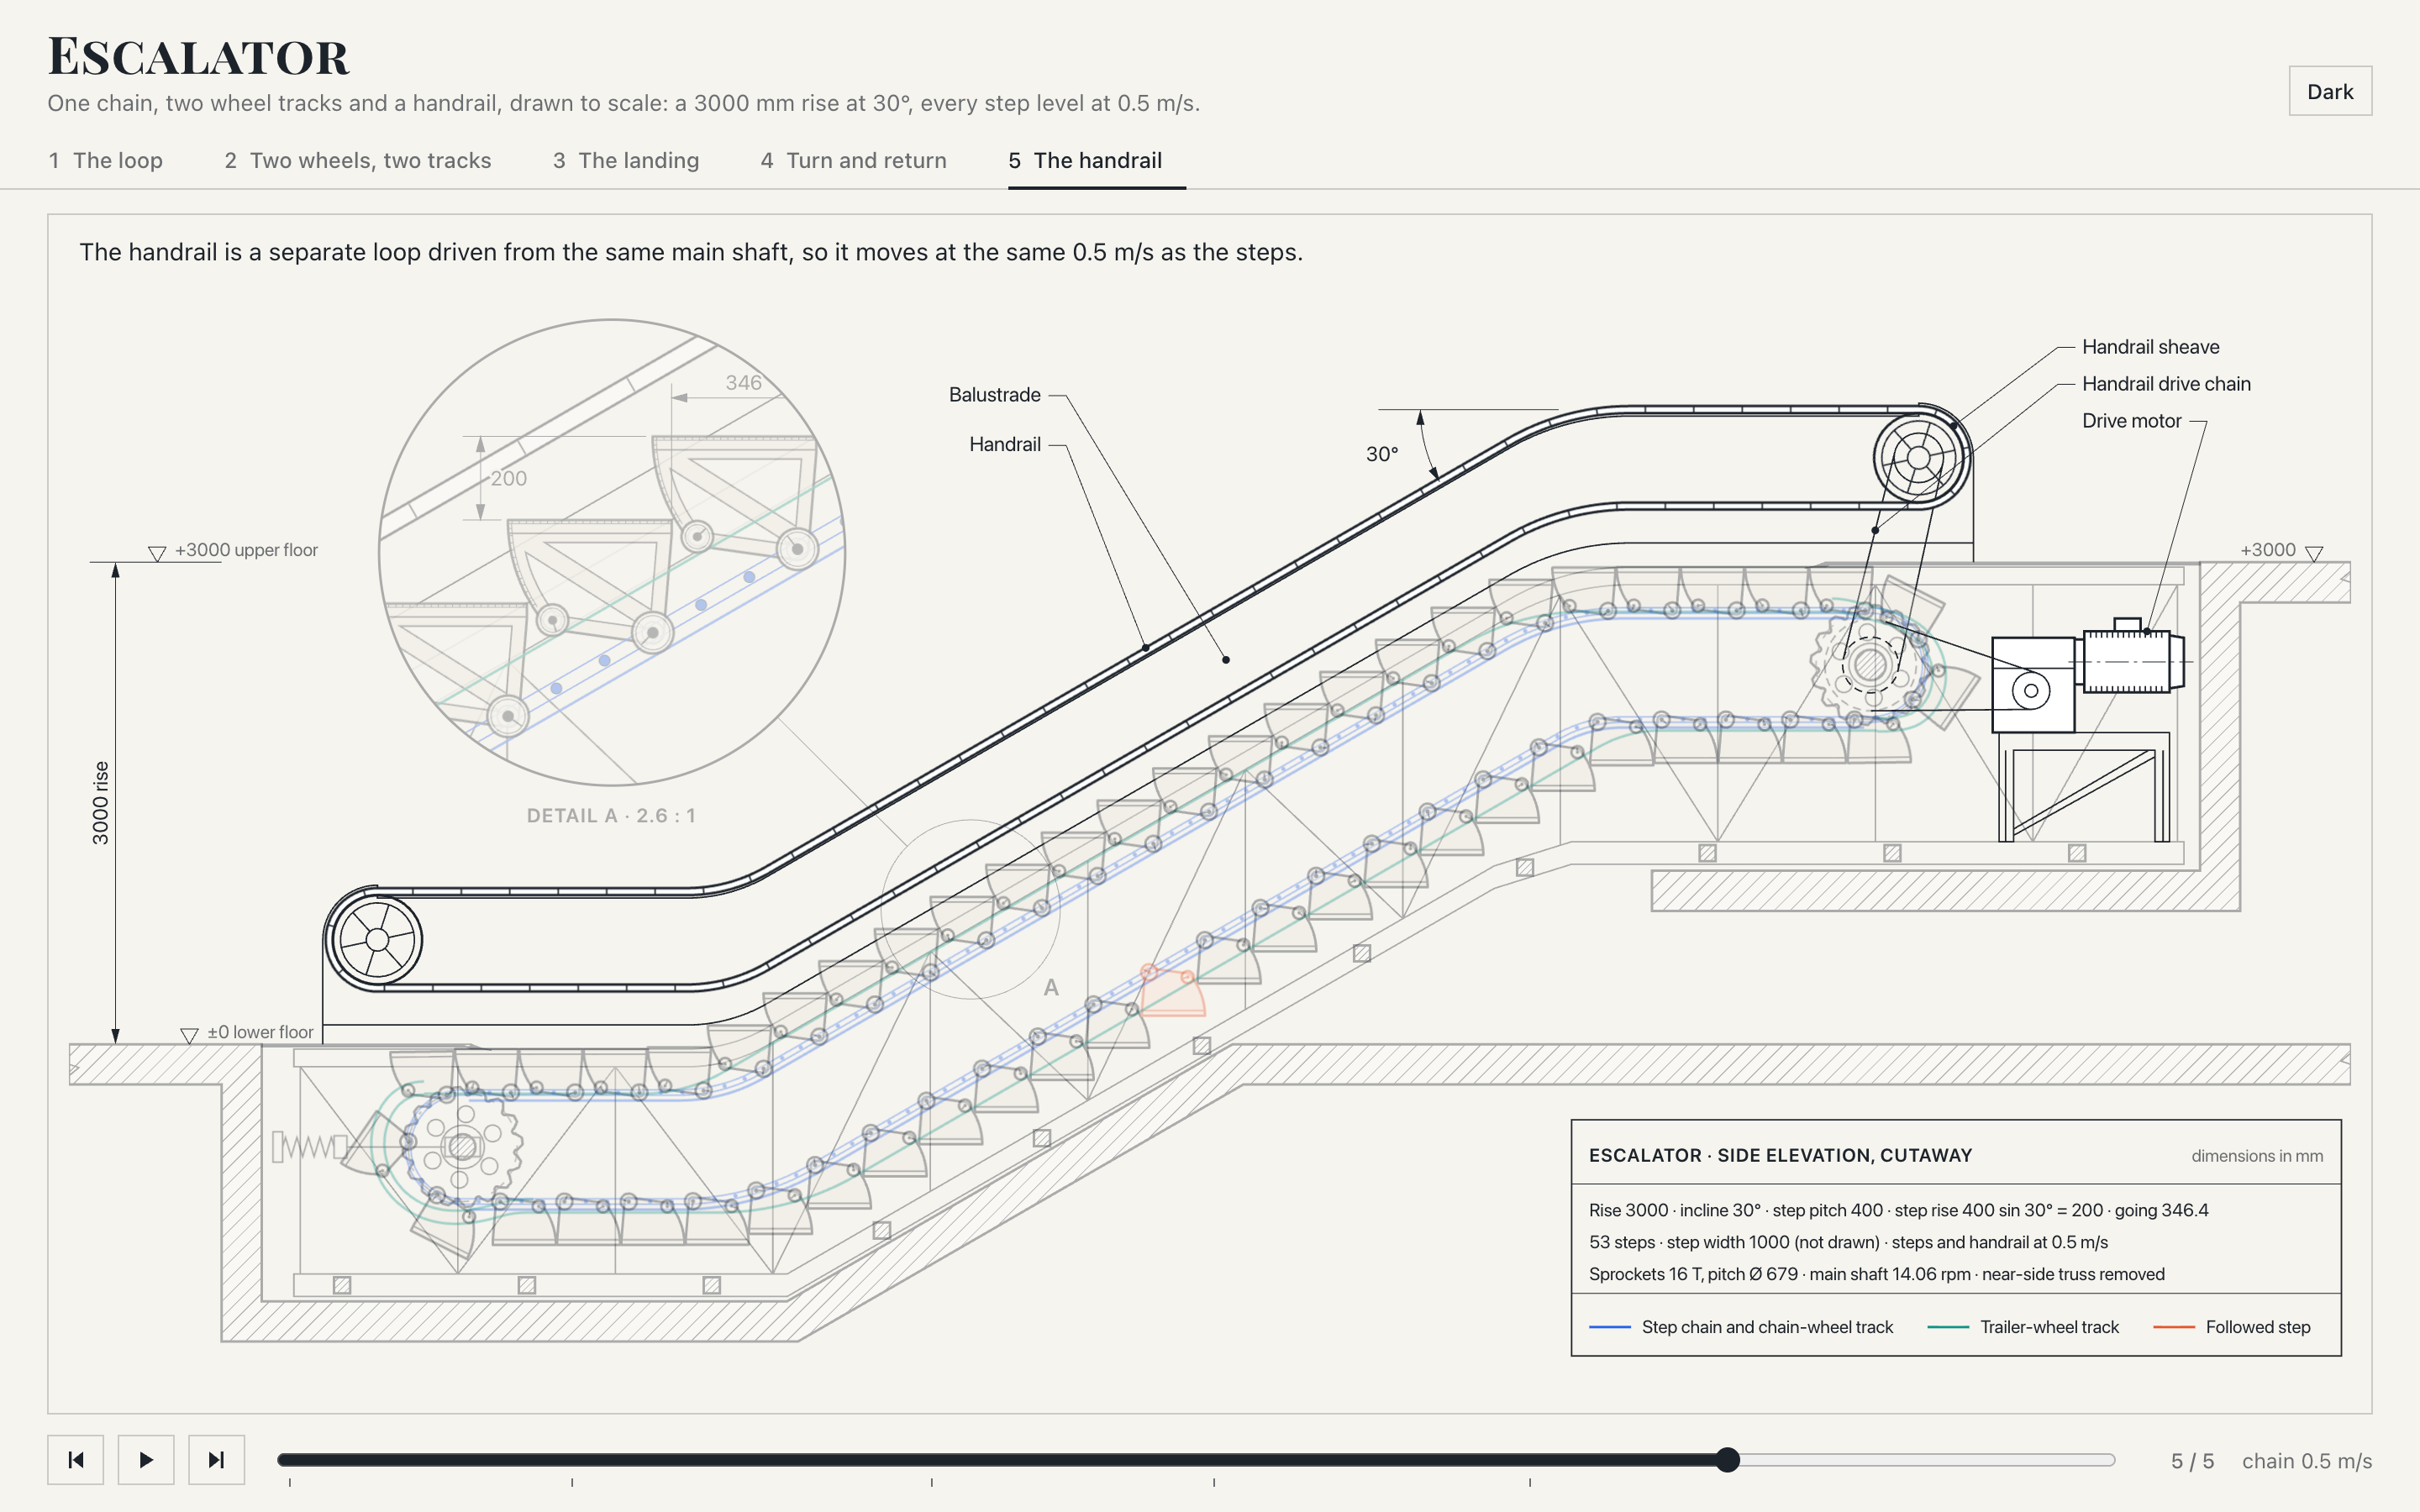 ESCALATOR
One chain, two wheel tracks and a handrail, drawn to scale: a 3000 mm rise at 30°, every step level at 0.5 m/s.
Dark
1 The loop
2 Two wheels, two tracks
3 The landing
4 Turn and return
5 The handrail
The handrail is a separate loop driven from the same main shaft, so it moves at the same 0.5 m/s as the steps.
Handrail sheave
Handrail drive chain
Drive motor
346
Balustrade
Handrail
30°
200
+3000 upper floor
+3000
3000 rise
DETAIL A · 2.6 : 1
A
±0 lower floor
ESCALATOR · SIDE ELEVATION, CUTAWAY
dimensions in mm
Rise 3000 · incline 30° · step pitch 400 · step rise 400 sin 30° = 200 · going 346.4
53 steps · step width 1000 (not drawn) · steps and handrail at 0.5 m/s
Sprockets 16 T, pitch Ø 679 · main shaft 14.06 rpm · near-side truss removed
Step chain and chain-wheel track
Trailer-wheel track
Followed step
5 / 5
chain 0.5 m/s